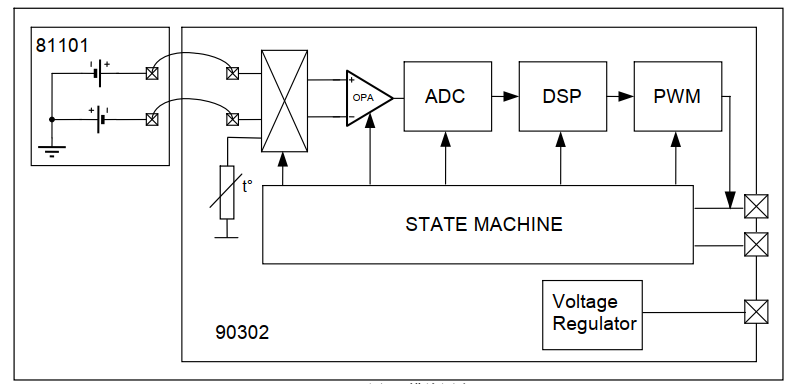 81101
OPA
ADC
DSP
PWM
t°
STATE MACHINE
Voltage
Regulator
90302